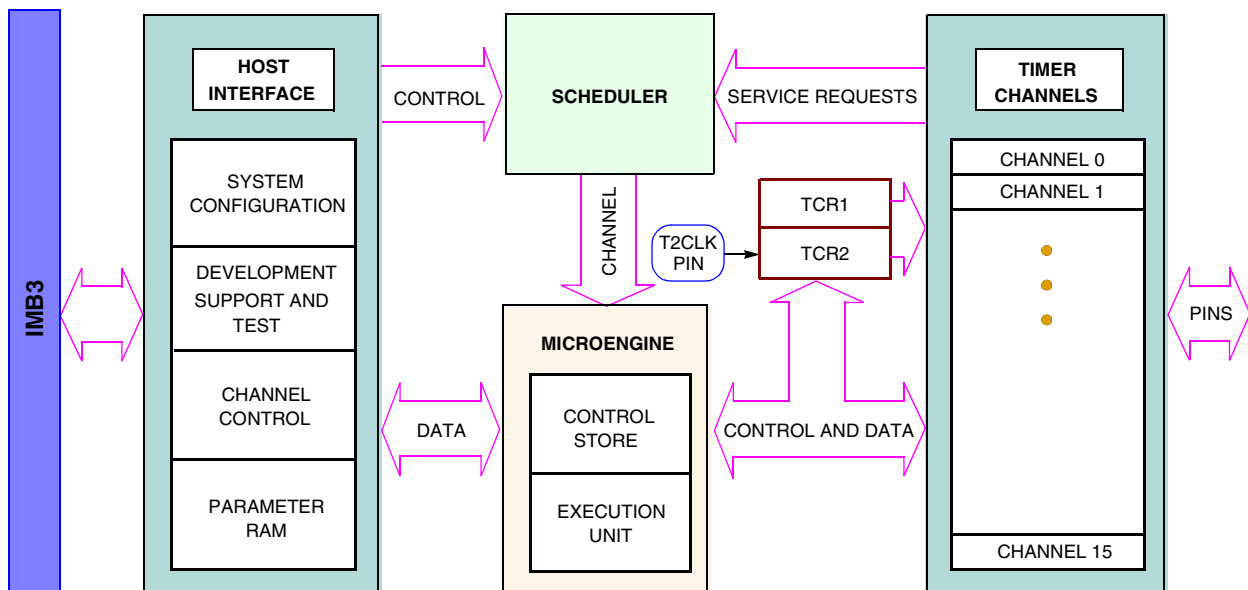 IMB3
HOST
INTERFACE
SYSTEM
CONFIGURATION
DEVELOPMENT
SUPPORT AND
TEST
CHANNEL
CONTROL
PARAMETER
RAM
CONTROL
SCHEDULER
SERVICE REQUESTS
CHANNEL
T2CLK
PIN
TCR1
TCR2
DATA
MICROENGINE
CONTROL
STORE
EXECUTION
UNIT
CONTROL AND DATA
TIMER
CHANNELS
CHANNEL 0
CHANNEL 1
CHANNEL 15
PINS